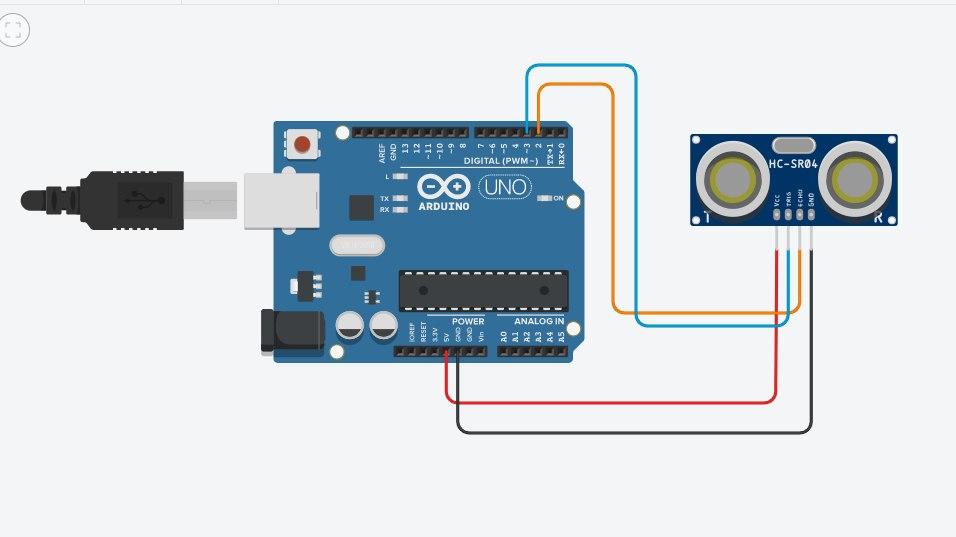 AREF
GND
13
12
~11
~10
~9
8
7
~6
~5
4
~3
2
TX→1
RX←0
DIGITAL (PWM~)
L
TX
RX
UNO
ARDUINO
ON
IOREF
RESET
3.3V
5V
GND
GND
Vin
POWER
ANALOG IN
A0
A1
A2
A3
A4
A5
HC-SR04
VCC
TRIG
ECHO
GND
T
R